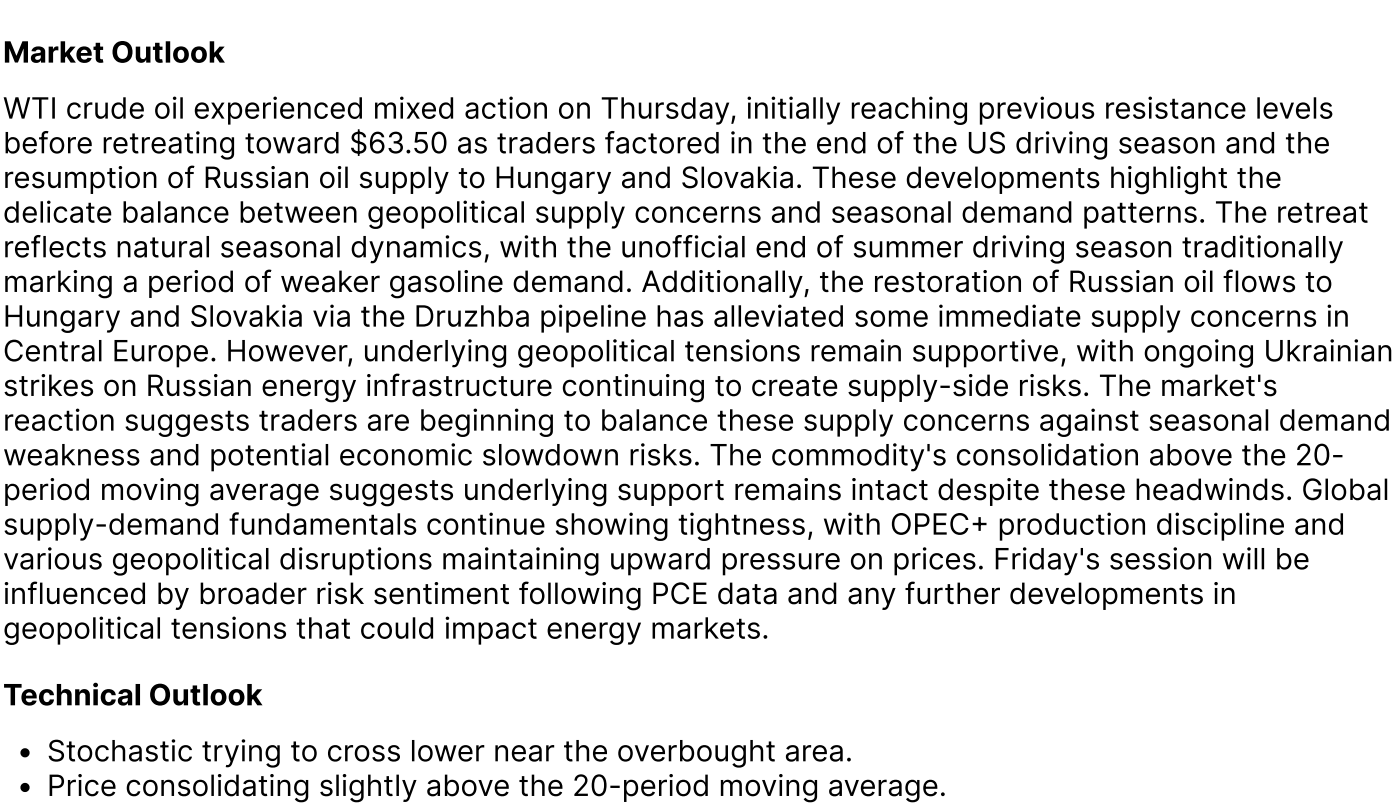 Market Outlook
WTI crude oil experienced mixed action on Thursday, initially reaching previous resistance levels
before retreating toward $63.50 as traders factored in the end of the US driving season and the
resumption of Russian oil supply to Hungary and Slovakia. These developments highlight the
delicate balance between geopolitical supply concerns and seasonal demand patterns. The retreat
reflects natural seasonal dynamics, with the unofficial end of summer driving season traditionally
marking a period of weaker gasoline demand. Additionally, the restoration of Russian oil flows to
Hungary and Slovakia via the Druzhba pipeline has alleviated some immediate supply concerns in
Central Europe. However, underlying geopolitical tensions remain supportive, with ongoing Ukrainian
strikes on Russian energy infrastructure continuing to create supply-side risks. The market's
reaction suggests traders are beginning to balance these supply concerns against seasonal demand
weakness and potential economic slowdown risks. The commodity's consolidation above the 20-
period moving average suggests underlying support remains intact despite these headwinds. Global
supply-demand fundamentals continue showing tightness, with OPEC+ production discipline and
various geopolitical disruptions maintaining upward pressure on prices. Friday's session will be
influenced by broader risk sentiment following PCE data and any further developments in
geopolitical tensions that could impact energy markets.
Technical Outlook
• Stochastic trying to cross lower near the overbought area.
• Price consolidating slightly above the 20-period moving average.